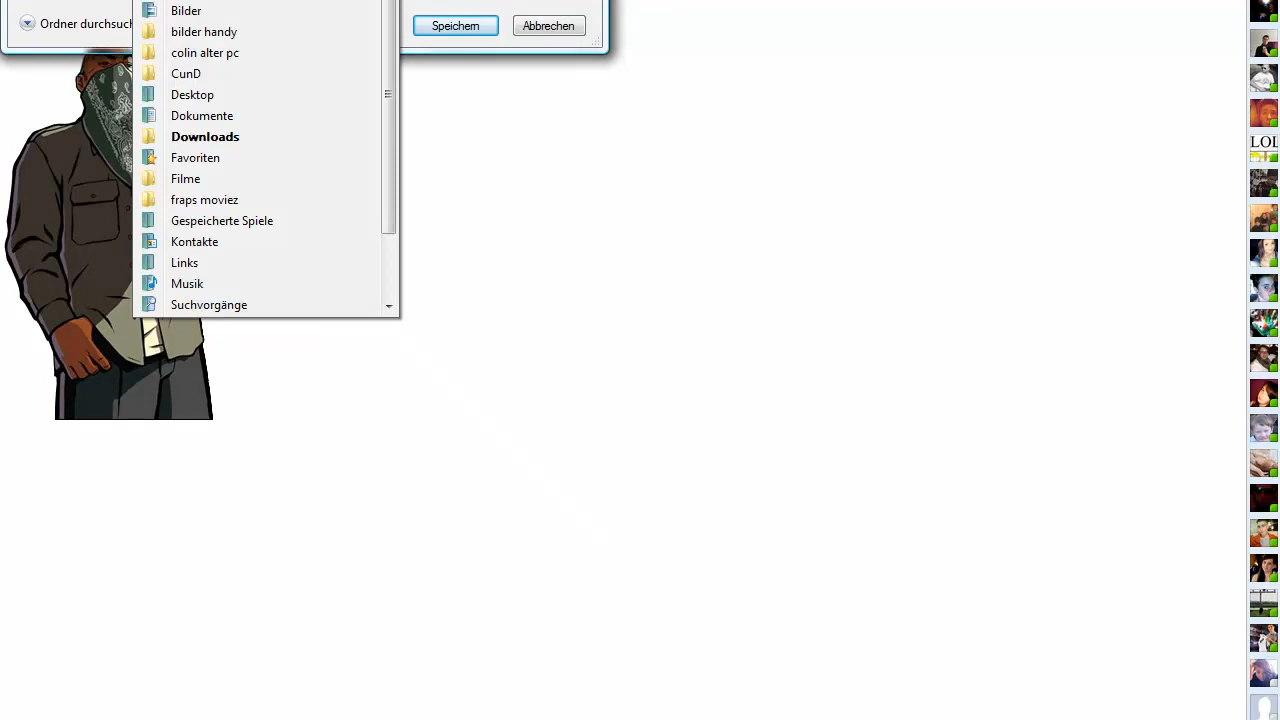 Ordner durchsuch
Bilder
bilder handy
colin alter pc
CunD
Desktop
Dokumente
Downloads
Favoriten
Filme
fraps moviez
Gespeicherte Spiele
Kontakte
Links
Musik
Suchvorgänge
Speichern
Abbrechen
LOL